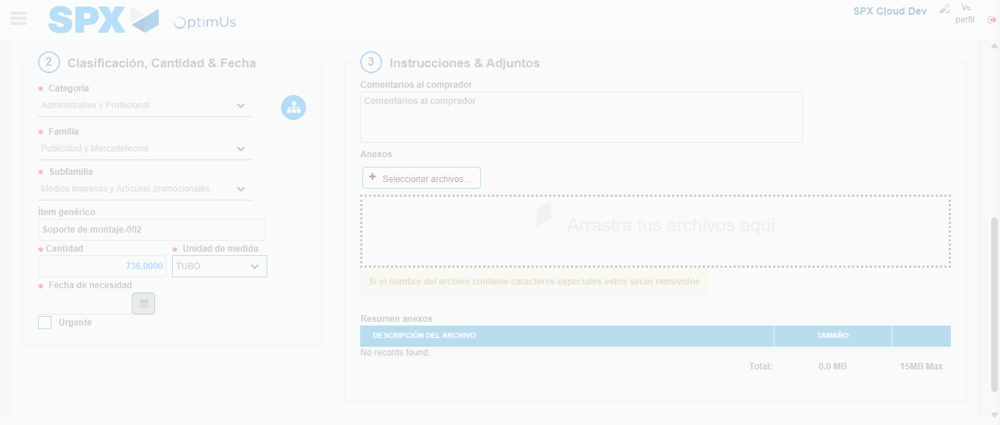 SPX
OptimUs
SPX Cloud Dev
perfil
2 Clasificación, Cantidad & Fecha
* Categoría
Administrativo y Profesional
* Familia
Publicidad y Mercadotecnia
* Subfamilia
Medios impresos y Artículos promocionales
Ítem genérico
Soporte de montaje-002
* Cantidad
* Unidad de medida
736.0000
TUBO
* Fecha de necesidad
Urgente
3 Instrucciones & Adjuntos
Comentarios al comprador
Comentarios al comprador
Anexos
+ Seleccionar archivos...
Arrastra tus archivos aquí
Si el nombre del archivo contiene caracteres especiales estos serán removidos
Resumen anexos
DESCRIPCIÓN DEL ARCHIVO TAMAÑO
No records found.
Total: 0.0 MB 15MB Max